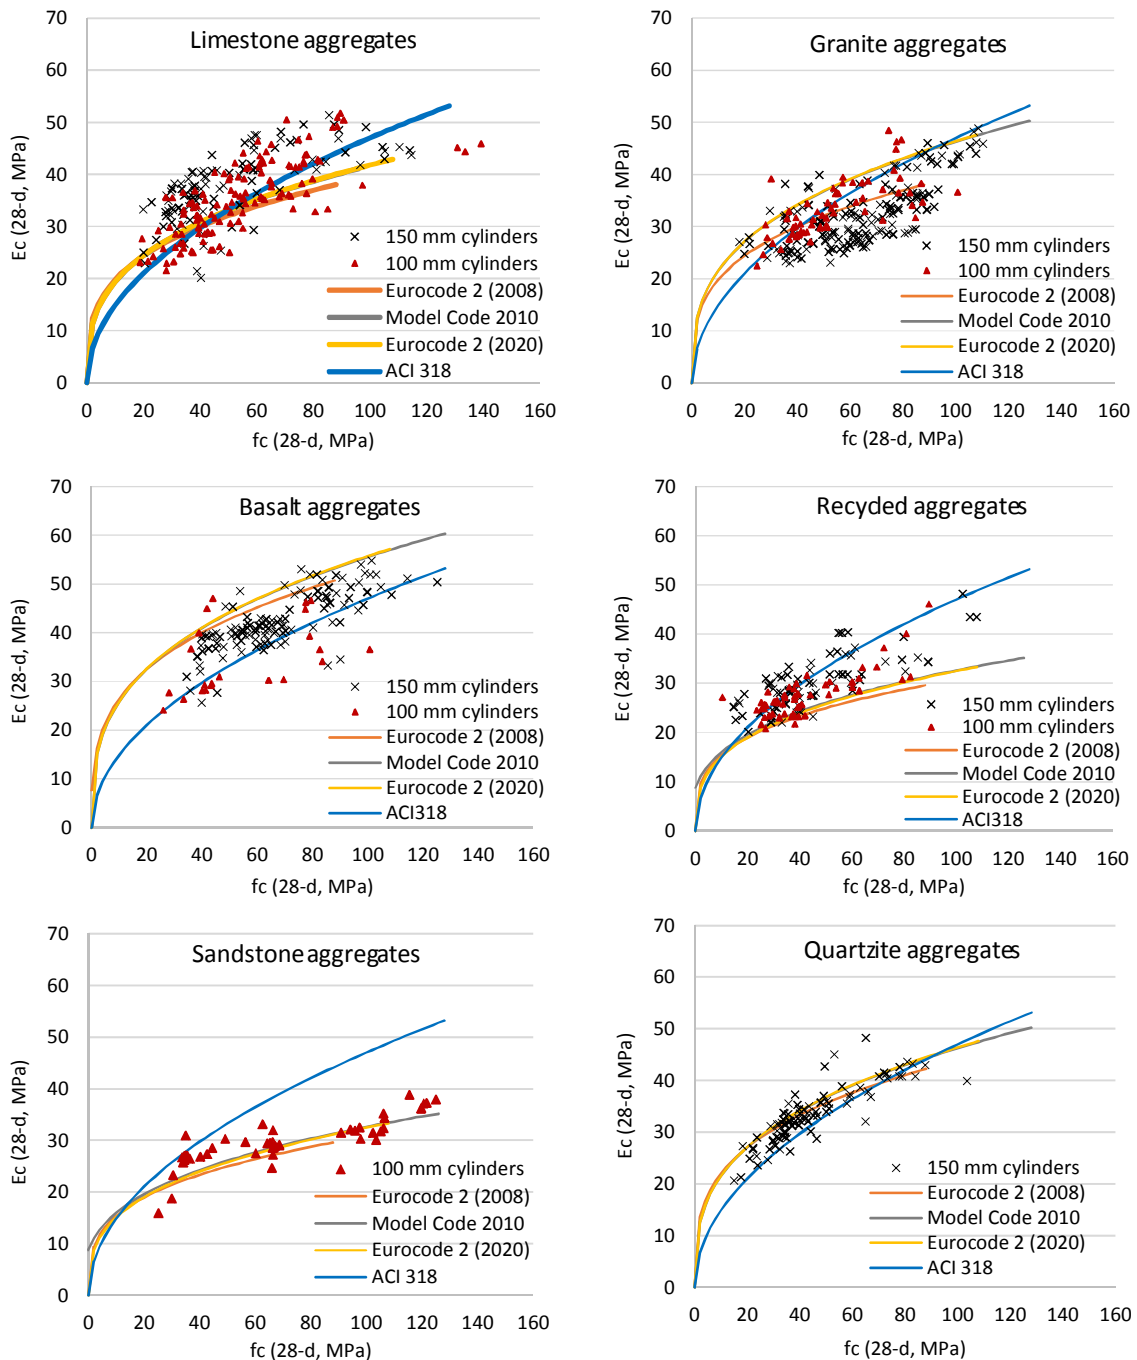 Limestone aggregates
70
60
50
40
30
20
10
0
Ec (28-d, MPa)
150 mm cylinders
100 mm cylinders
Eurocode 2 (2008)
Model Code 2010
Eurocode 2 (2020)
ACI 318
0 20 40 60 80 100 120 140 160
fc (28-d, MPa)
Granite aggregates
70
60
50
40
30
20
10
0
Ec (28-d, MPa)
150 mm cylinders
100 mm cylinders
Eurocode 2 (2008)
Model Code 2010
Eurocode 2 (2020)
ACI 318
0 20 40 60 80 100 120 140 160
fc (28-d, MPa)
Basalt aggregates
70
60
50
40
30
20
10
0
Ec (28-d, MPa)
150 mm cylinders
100 mm cylinders
Eurocode 2 (2008)
Model Code 2010
Eurocode 2 (2020)
ACI318
0 20 40 60 80 100 120 140 160
fc (28-d, MPa)
Recycled aggregates
70
60
50
40
30
20
10
0
Ec (28-d, MPa)
150 mm cylinders
100 mm cylinders
Eurocode 2 (2008)
Model Code 2010
Eurocode 2 (2020)
ACI318
0 20 40 60 80 100 120 140 160
fc (28-d, MPa)
Sandstone aggregates
70
60
50
40
30
20
10
0
Ec (28-d, MPa)
100 mm cylinders
Eurocode 2 (2008)
Model Code 2010
Eurocode 2 (2020)
ACI 318
0 20 40 60 80 100 120 140 160
fc (28-d, MPa)
Quartzite aggregates
70
60
50
40
30
20
10
0
Ec (28-d, MPa)
150 mm cylinders
Eurocode 2 (2008)
Model Code 2010
Eurocode 2 (2020)
ACI 318
0 20 40 60 80 100 120 140 160
fc (28-d, MPa)